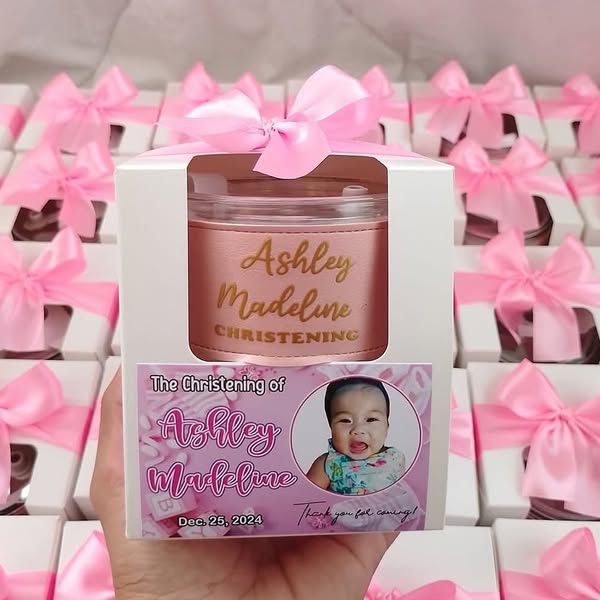 Ashley
Madeline
CHRISTENING
The Christening of
Ashley
Madeline
Dec. 25, 2024
Thank you for coming!